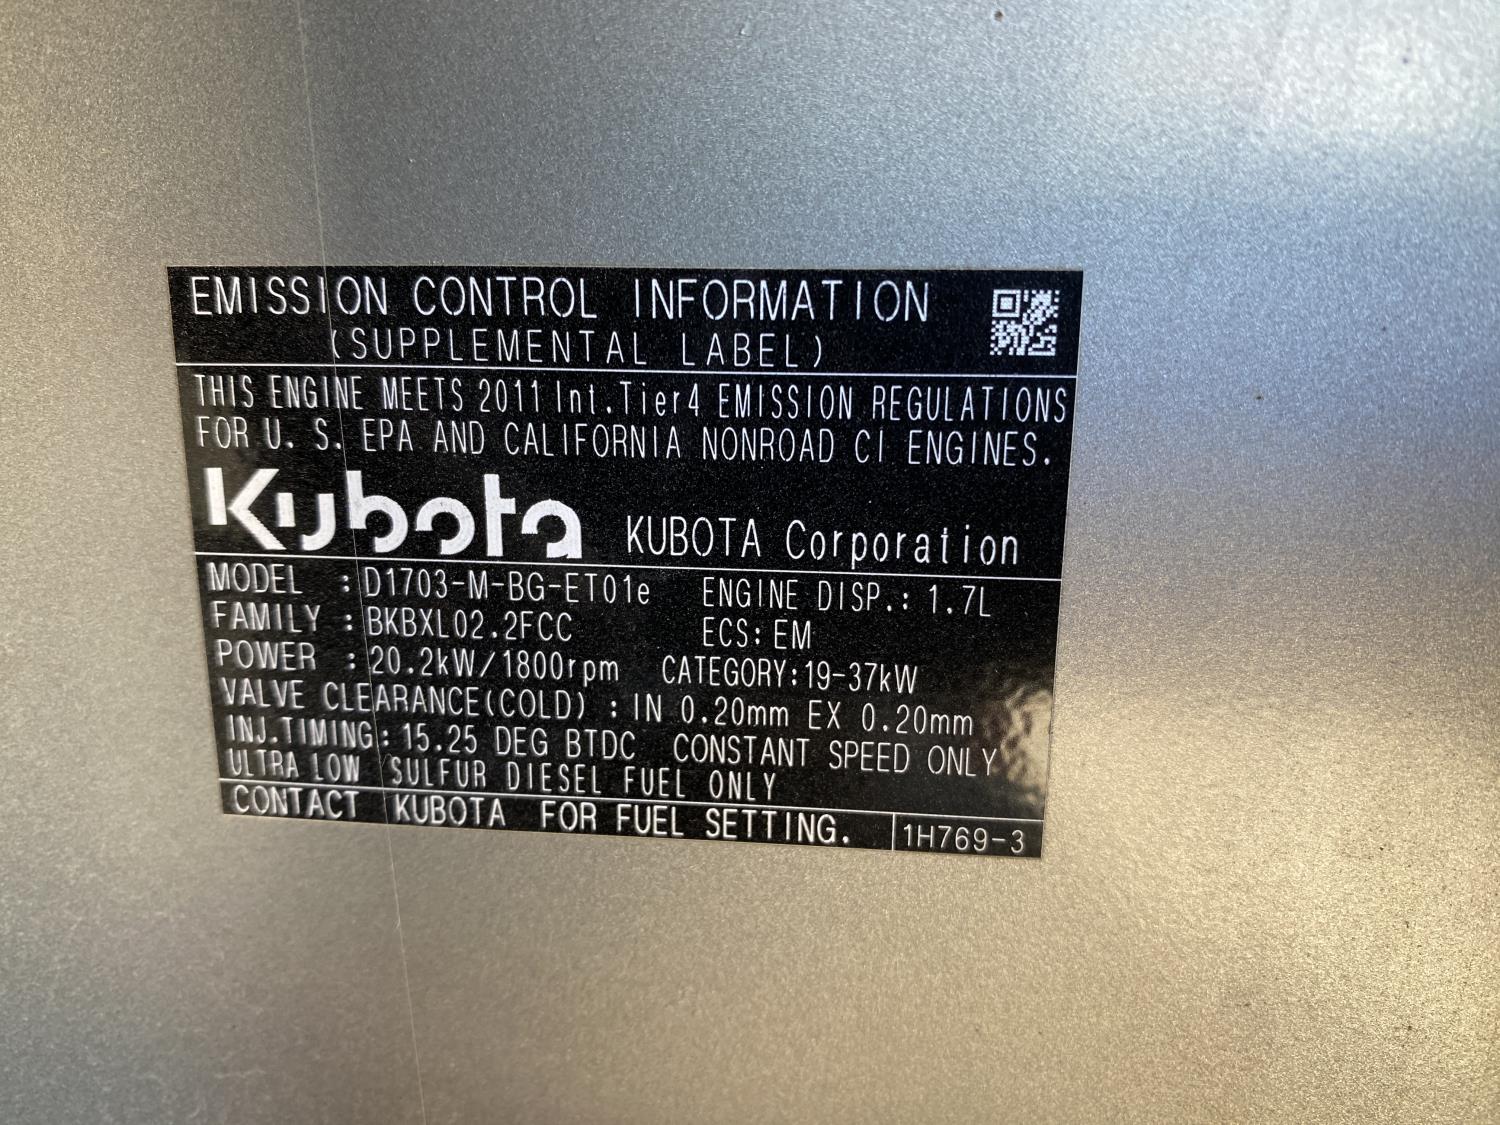 EMISSION CONTROL INFORMATION
(SUPPLEMENTAL LABEL)
THIS ENGINE MEETS 2011 Int.Tier4 EMISSION REGULATIONS
FOR U. S. EPA AND CALIFORNIA NONROAD CI ENGINES.
Kubota KUBOTA Corporation
MODEL : D1703-M-BG-ET01e ENGINE DISP.: 1.7L
FAMILY : BKBXL02.2FCC ECS: EM
POWER : 20.2kW/1800rpm CATEGORY:19-37kW
VALVE CLEARANCE(COLD) : IN 0.20mm EX 0.20mm
INJ.TIMING: 15.25 DEG BTDC CONSTANT SPEED ONLY
ULTRA LOW SULFUR DIESEL FUEL ONLY
CONTACT KUBOTA FOR FUEL SETTING. 1H769-3